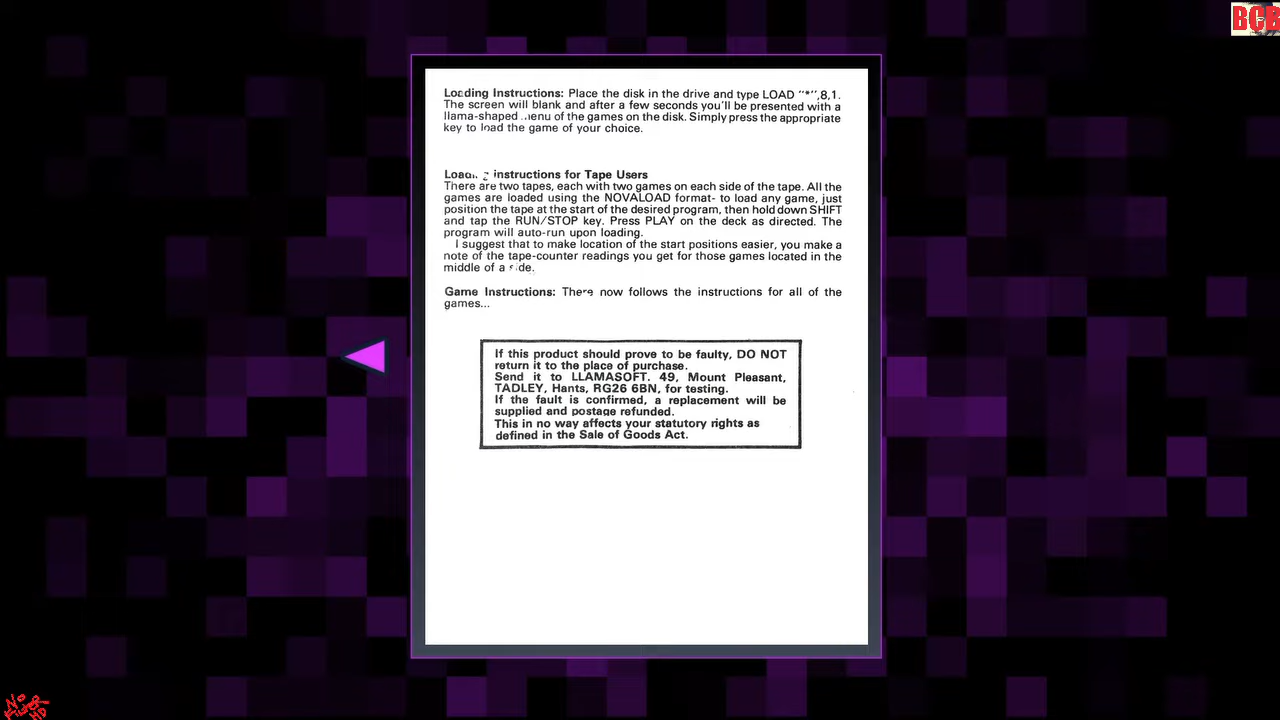 BCB
Loading Instructions: Place the disk in the drive and type LOAD "*",8,1.
The screen will blank and after a few seconds you'll be presented with a
llama-shaped menu of the games on the disk. Simply press the appropriate
key to load the game of your choice.
Instructions for Tape Users
There are two tapes, each with two games on each side of the tape. All the
games are loaded using the NOVALOAD format- to load any game, just
position the tape at the start of the desired program, then hold down SHIFT
and tap the RUN/STOP key. Press PLAY on the deck as directed. The
program will auto-run upon loading.
I suggest that to make location of the start positions easier, you make a
note of the tape-counter readings you get for those games located in the
middle of a side.
Game Instructions: There now follows the instructions for all of the
games...
If this product should prove to be faulty, DO NOT
return it to the place of purchase.
Send it to LLAMASOFT. 49, Mount Pleasant,
TADLEY, Hants, RG26 6BN, for testing.
If the fault is confirmed, a replacement will be
supplied and postage refunded.
This in no way affects your statutory rights as
defined in the Sale of Goods Act.